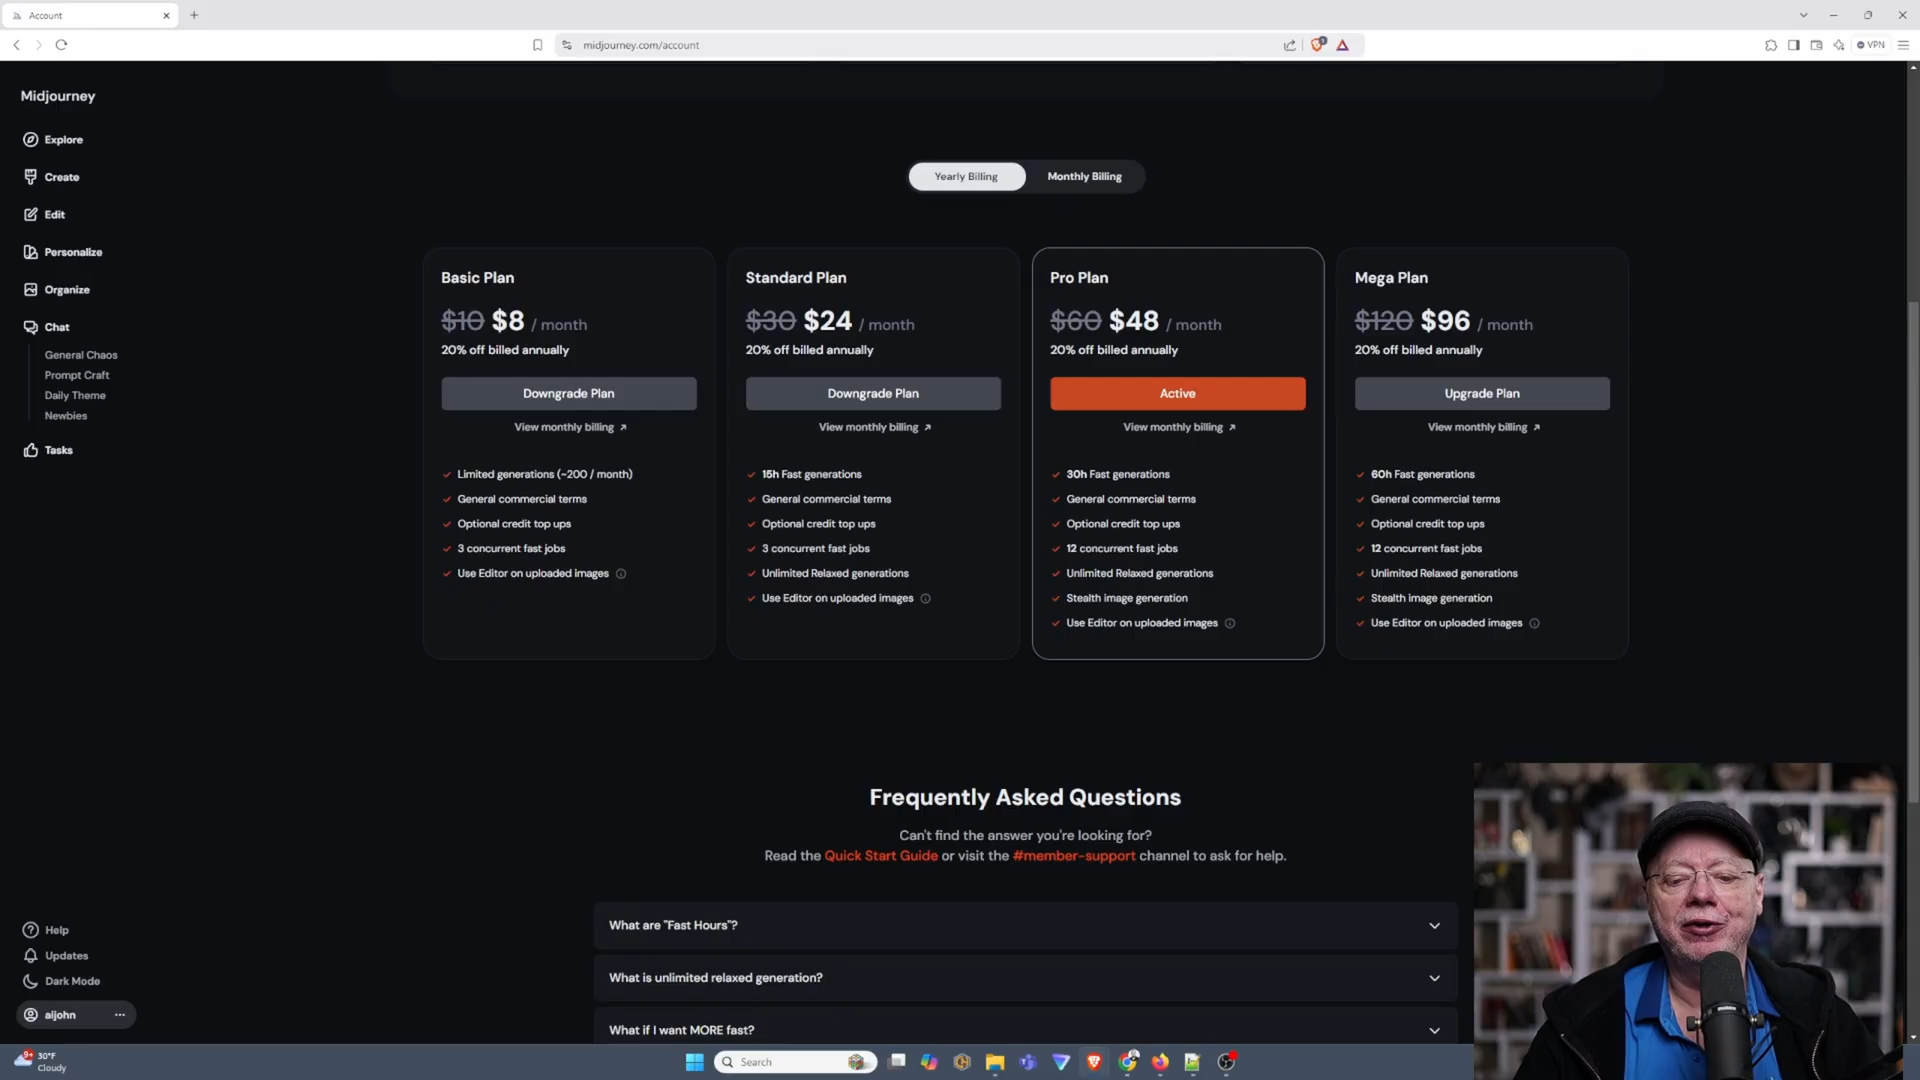 Account
midjourney.com/account
VPN
Midjourney
Explore
Create
Edit
Personalize
Organize
Chat
General Chaos
Prompt Craft
Daily Theme
Newbies
Tasks
Yearly Billing
Monthly Billing
Basic Plan
$10 $8 / month
20% off billed annually
Downgrade Plan
View monthly billing
Limited generations (~200 / month)
General commercial terms
Optional credit top ups
3 concurrent fast jobs
Use Editor on uploaded images
Standard Plan
$30 $24 / month
20% off billed annually
Downgrade Plan
View monthly billing
15h Fast generations
General commercial terms
Optional credit top ups
3 concurrent fast jobs
Unlimited Relaxed generations
Use Editor on uploaded images
Pro Plan
$60 $48 / month
20% off billed annually
Active
View monthly billing
30h Fast generations
General commercial terms
Optional credit top ups
12 concurrent fast jobs
Unlimited Relaxed generations
Stealth image generation
Use Editor on uploaded images
Mega Plan
$120 $96 / month
20% off billed annually
Upgrade Plan
View monthly billing
60h Fast generations
General commercial terms
Optional credit top ups
12 concurrent fast jobs
Unlimited Relaxed generations
Stealth image generation
Use Editor on uploaded images
Frequently Asked Questions
Can't find the answer you're looking for?
Read the Quick Start Guide or visit the #member-support channel to ask for help.
What are "Fast Hours"?
What is unlimited relaxed generation?
What if I want MORE fast?
Help
Updates
Dark Mode
aijohn
30°F
Cloudy
Search